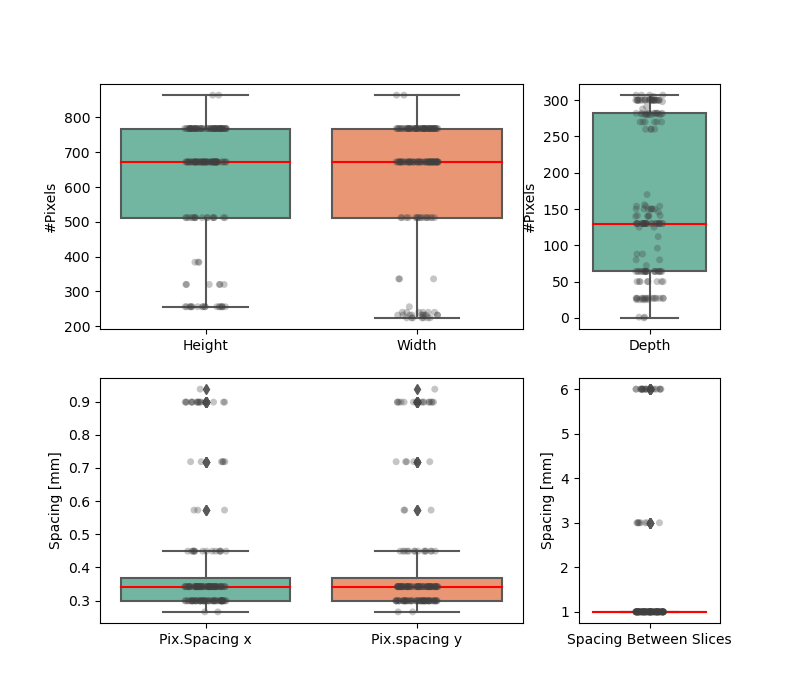 #Pixels
800
700
600
500
400
300
200
Height
Width
#Pixels
300
250
200
150
100
50
0
Depth
Spacing [mm]
0.9
0.8
0.7
0.6
0.5
0.4
0.3
Pix.Spacing x
Pix.spacing y
Spacing [mm]
6
5
4
3
2
1
Spacing Between Slices